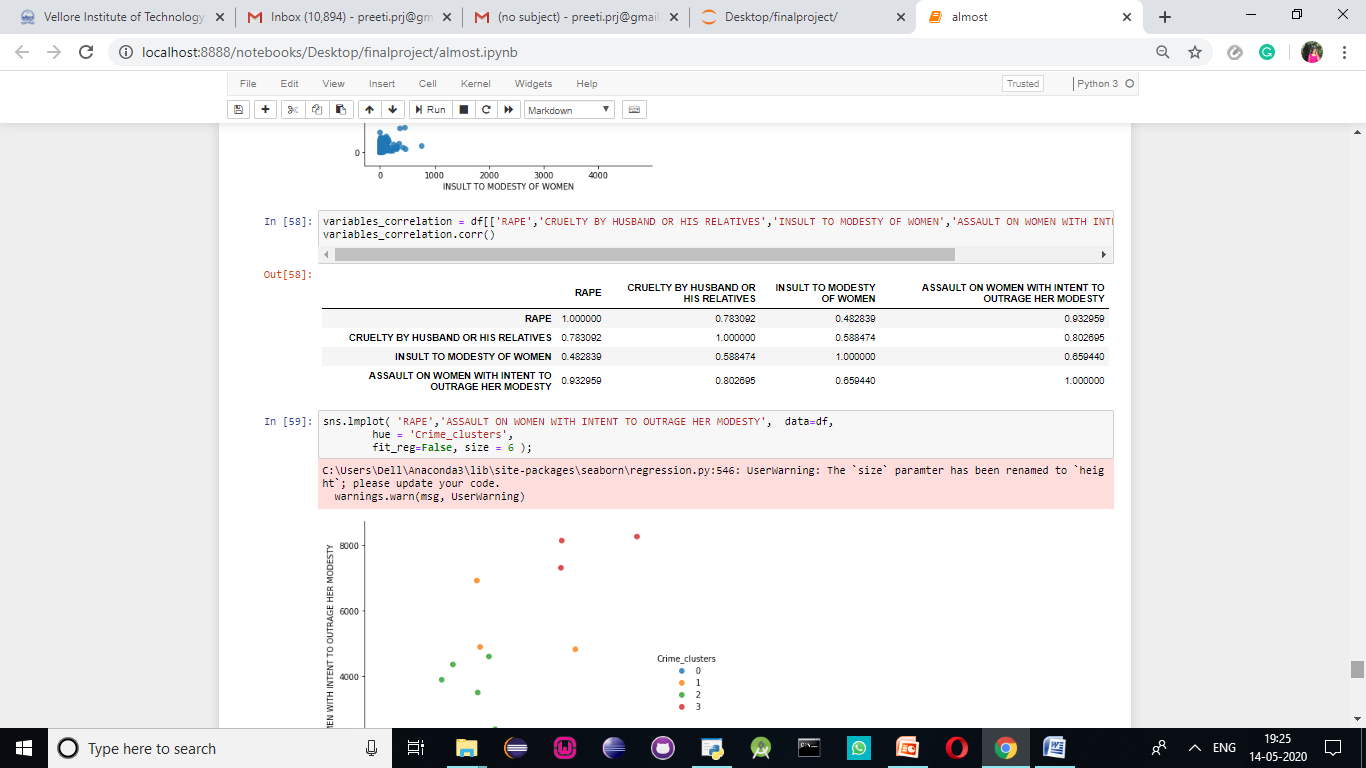 Vellore Institute of Technology
Inbox (10,894) - preeti.prj@gm
(no subject) - preeti.prj@gmail
Desktop/finalproject/
almost
localhost:8888/notebooks/Desktop/finalproject/almost.ipynb
File Edit View Insert Cell Kernel Widgets Help
Trusted
Python 3
Run
Markdown
0
0 1000 2000 3000 4000
INSULT TO MODESTY OF WOMEN
In [58]: variables_correlation = df[['RAPE','CRUELTY BY HUSBAND OR HIS RELATIVES','INSULT TO MODESTY OF WOMEN','ASSAULT ON WOMEN WITH INTE
variables_correlation.corr()
Out[58]:
RAPE CRUELTY BY HUSBAND OR HIS RELATIVES INSULT TO MODESTY OF WOMEN ASSAULT ON WOMEN WITH INTENT TO OUTRAGE HER MODESTY
RAPE 1.000000 0.783092 0.482839 0.932959
CRUELTY BY HUSBAND OR HIS RELATIVES 0.783092 1.000000 0.588474 0.802695
INSULT TO MODESTY OF WOMEN 0.482839 0.588474 1.000000 0.659440
ASSAULT ON WOMEN WITH INTENT TO OUTRAGE HER MODESTY 0.932959 0.802695 0.659440 1.000000
In [59]: sns.lmplot( 'RAPE','ASSAULT ON WOMEN WITH INTENT TO OUTRAGE HER MODESTY', data=df,
hue = 'Crime_clusters',
fit_reg=False, size = 6 );
C:\Users\Dell\Anaconda3\lib\site-packages\seaborn\regression.py:546: UserWarning: The `size` paramter has been renamed to `heig
ht`; please update your code.
warnings.warn(msg, UserWarning)
8000
6000
4000
EN WITH INTENT TO OUTRAGE HER MODESTY
Crime_clusters
0
1
2
3
Type here to search
ENG
19:25
14-05-2020